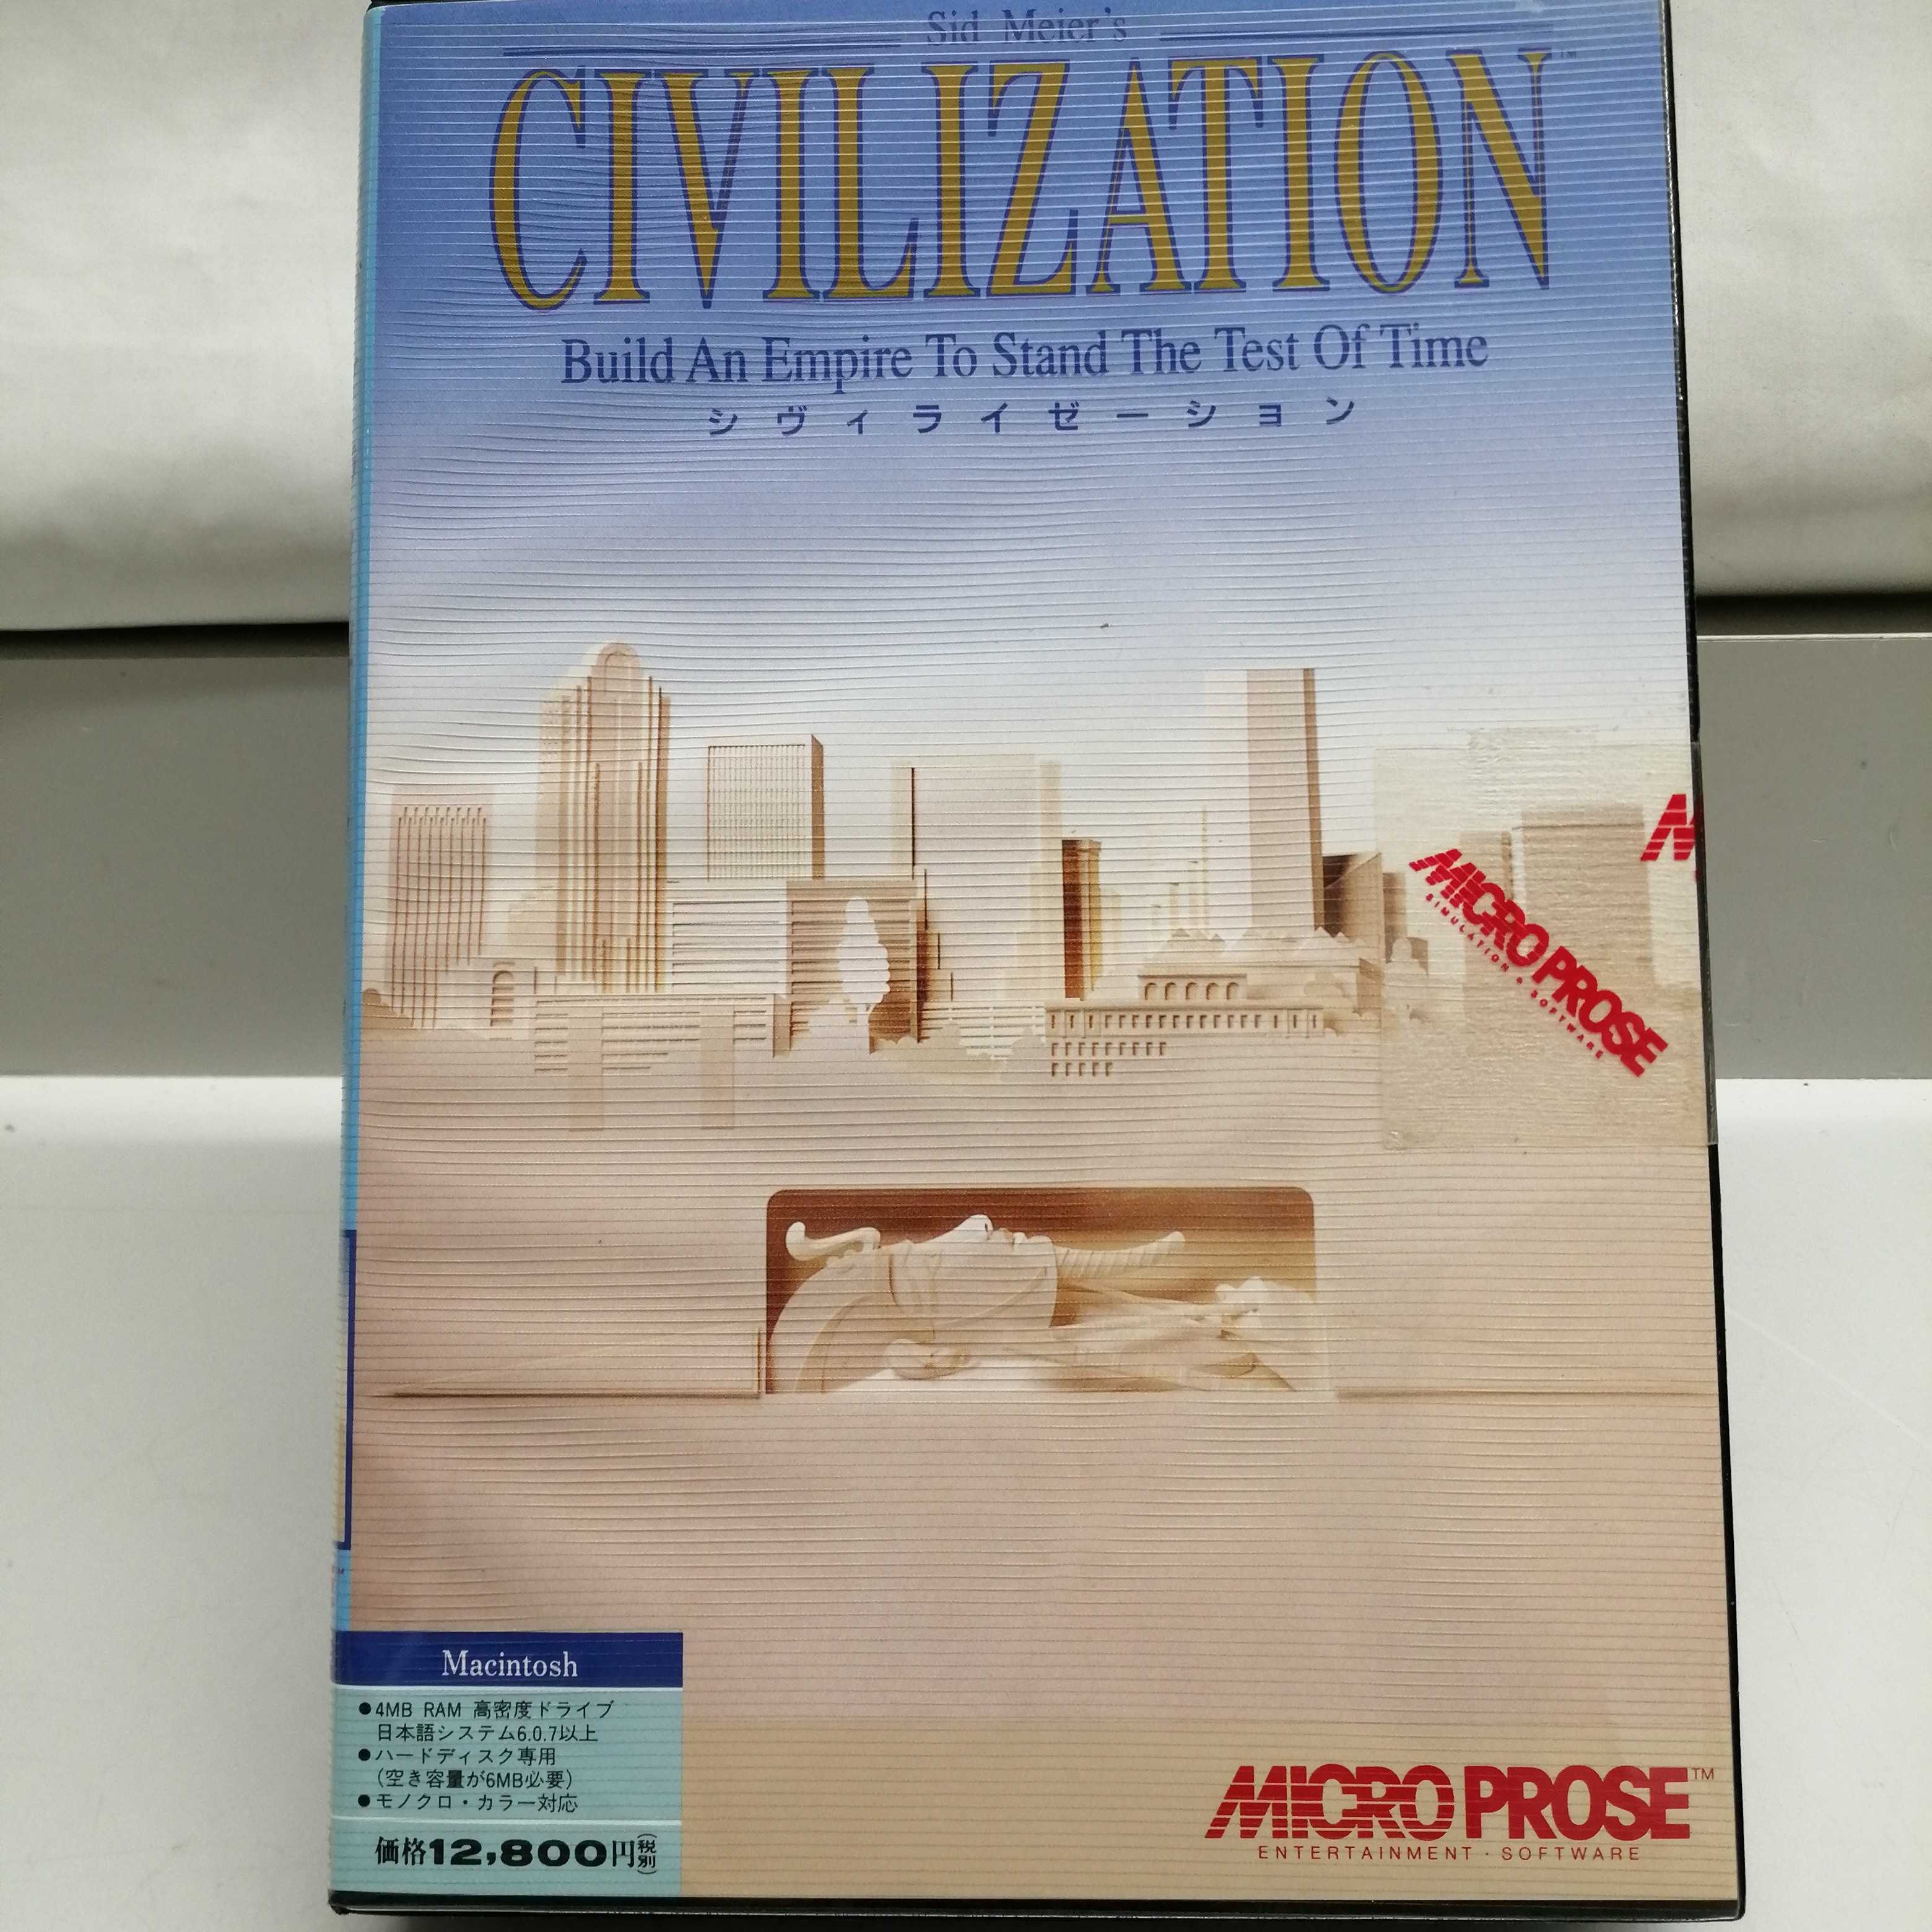 Sid Meier's
CIVILIZATION™
Build An Empire To Stand The Test Of Time
シヴィライゼーション
M
MICRO PROSE
SIMULATION • SOFTWARE
Macintosh
●4MB RAM 高密度ドライブ
日本語システム6.0.7以上
●ハードディスク専用
(空き容量が6MB必要)
●モノクロ・カラー対応
価格12,800円(税別)
MICRO PROSE™
ENTERTAINMENT · SOFTWARE